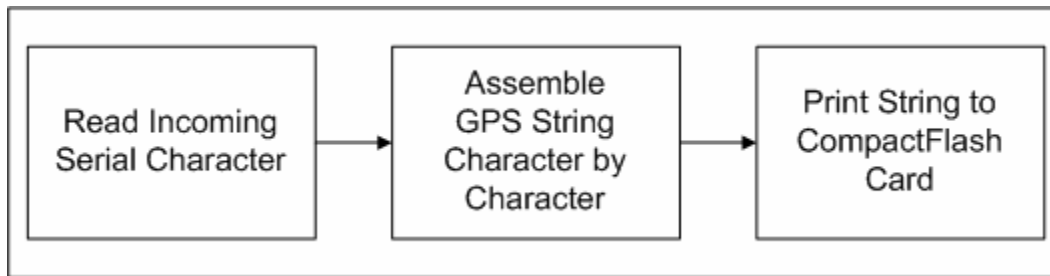 Read Incoming
Serial Character
Assemble
GPS String
Character by
Character
Print String to
CompactFlash
Card